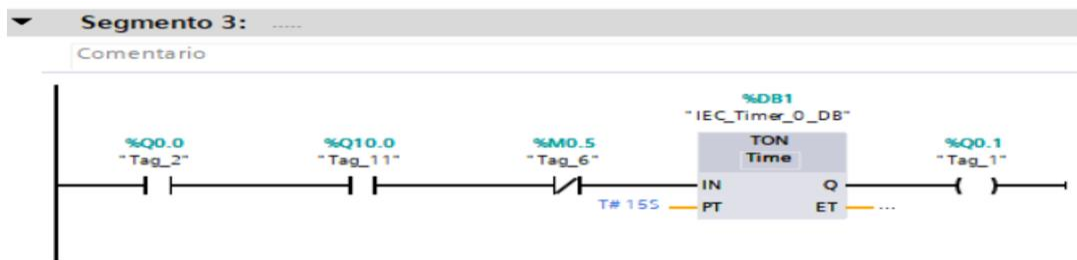 Segmento 3: .....
Comentario
%DB1
"IEC_Timer_0_DB"
%Q0.0 %Q10.0 %M0.5 TON %Q0.1
"Tag_2" "Tag_11" "Tag_6" Time "Tag_1"
IN Q
T# 15S PT ET ...